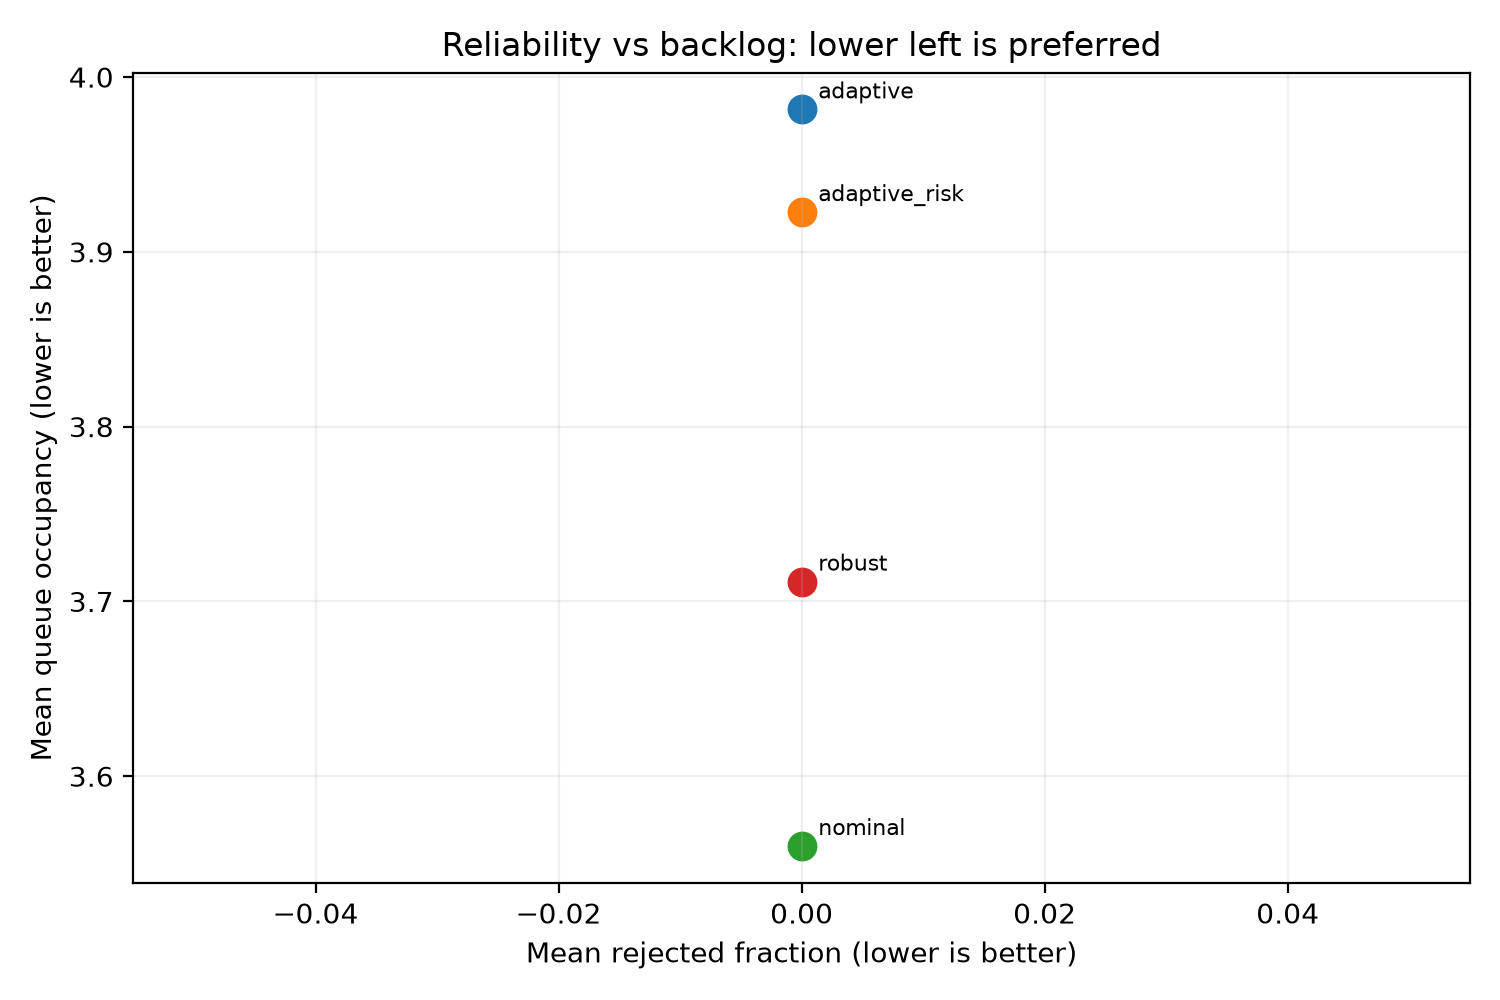 Reliability vs backlog: lower left is preferred
4.0
adaptive
adaptive_risk
3.9
3.8
robust
3.7
3.6
nominal
Mean queue occupancy (lower is better)
−0.04
−0.02
0.00
0.02
0.04
Mean rejected fraction (lower is better)